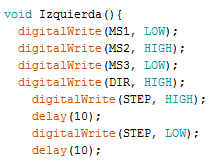 void Izquierda(){
digitalWrite(MS1, LOW);
digitalWrite(MS2, HIGH);
digitalWrite(MS3, LOW);
digitalWrite(DIR, HIGH);
digitalWrite(STEP, HIGH);
delay(10);
digitalWrite(STEP, LOW);
delay(10);